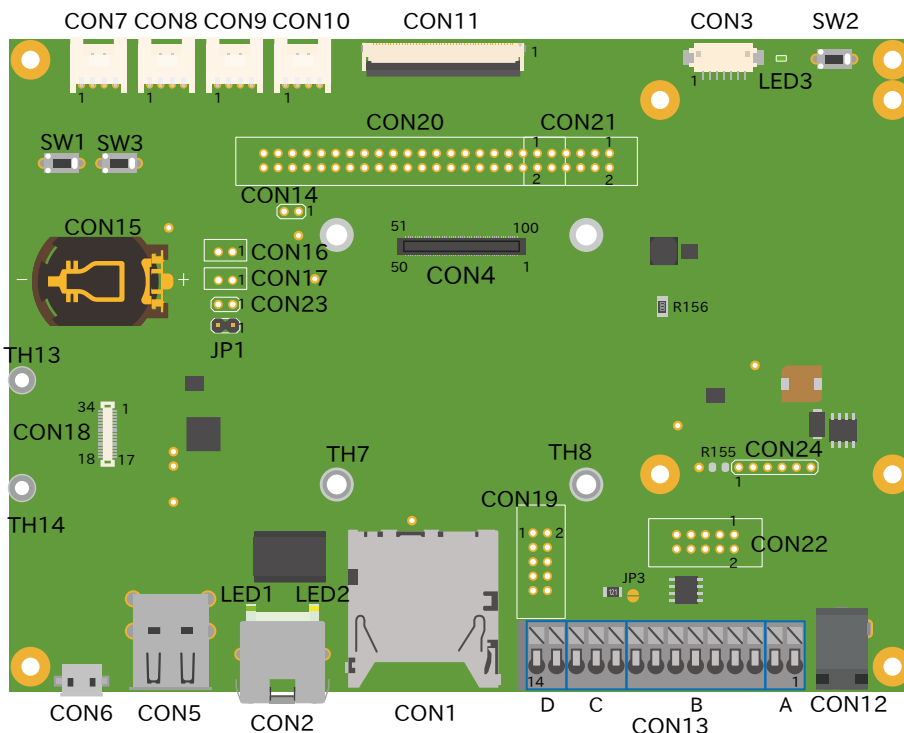 CON7 CON8 CON9 CON10 CON11 CON3 SW2
1 1 1 1 1 1 LED3
CON20 CON21
SW1 SW3 1 1
2 2
CON14 1
CON15 51 100
1 CON16
50 1
CON4
- + 1 CON17
1 CON23
R156
1
JP1
TH13
34 1
CON18
18 17
TH7 TH8 R155 CON24
1
TH14 CON19
1 2 1
CON22
2
JP3
LED1 LED2 121
14 1
CON6 CON5 CON2 CON1 D C B A CON12
CON13